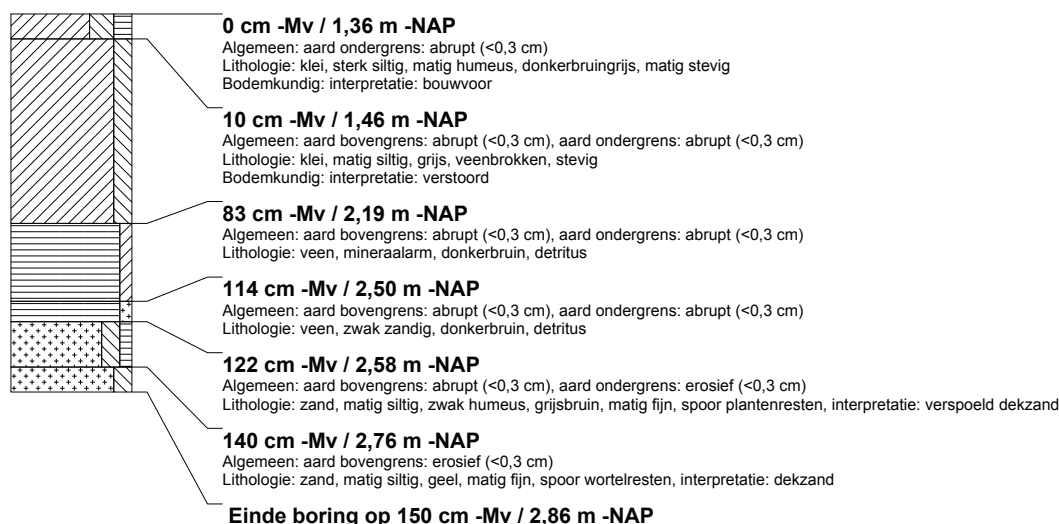 0 cm -Mv / 1,36 m -NAP
Algemeen: aard ondergrens: abrupt (<0,3 cm)
Lithologie: klei, sterk siltig, matig humeus, donkerbruingrijs, matig stevig
Bodemkundig: interpretatie: bouwvoor
10 cm -Mv / 1,46 m -NAP
Algemeen: aard bovengrens: abrupt (<0,3 cm), aard ondergrens: abrupt (<0,3 cm)
Lithologie: klei, matig siltig, grijs, veenbrokken, stevig
Bodemkundig: interpretatie: verstoord
83 cm -Mv / 2,19 m -NAP
Algemeen: aard bovengrens: abrupt (<0,3 cm), aard ondergrens: abrupt (<0,3 cm)
Lithologie: veen, mineraalarm, donkerbruin, detritus
114 cm -Mv / 2,50 m -NAP
Algemeen: aard bovengrens: abrupt (<0,3 cm), aard ondergrens: abrupt (<0,3 cm)
Lithologie: veen, zwak zandig, donkerbruin, detritus
122 cm -Mv / 2,58 m -NAP
Algemeen: aard bovengrens: abrupt (<0,3 cm), aard ondergrens: erosief (<0,3 cm)
Lithologie: zand, matig siltig, zwak humeus, grijsbruin, matig fijn, spoor plantenresten, interpretatie: verspoeld dekzand
140 cm -Mv / 2,76 m -NAP
Algemeen: aard bovengrens: erosief (<0,3 cm)
Lithologie: zand, matig siltig, geel, matig fijn, spoor wortelresten, interpretatie: dekzand
Einde boring op 150 cm -Mv / 2,86 m -NAP